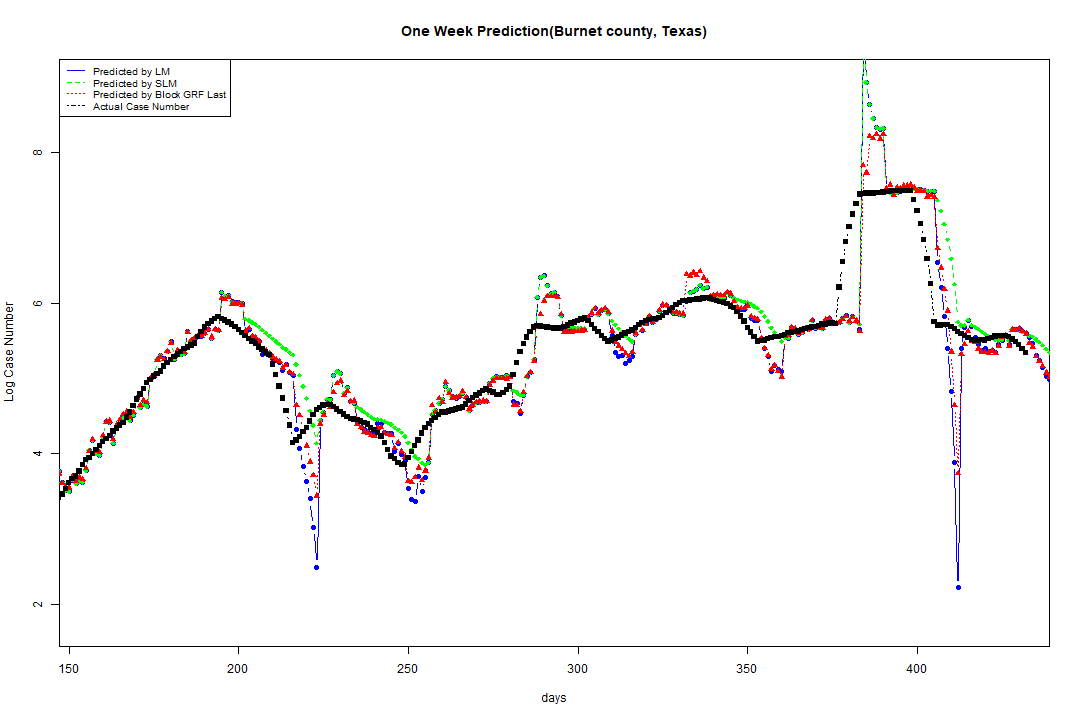 One Week Prediction(Burnet county, Texas)
Predicted by LM
Predicted by SLM
Predicted by Block GRF Last
Actual Case Number
Log Case Number
8
6
4
2
150 200 250 300 350 400
days